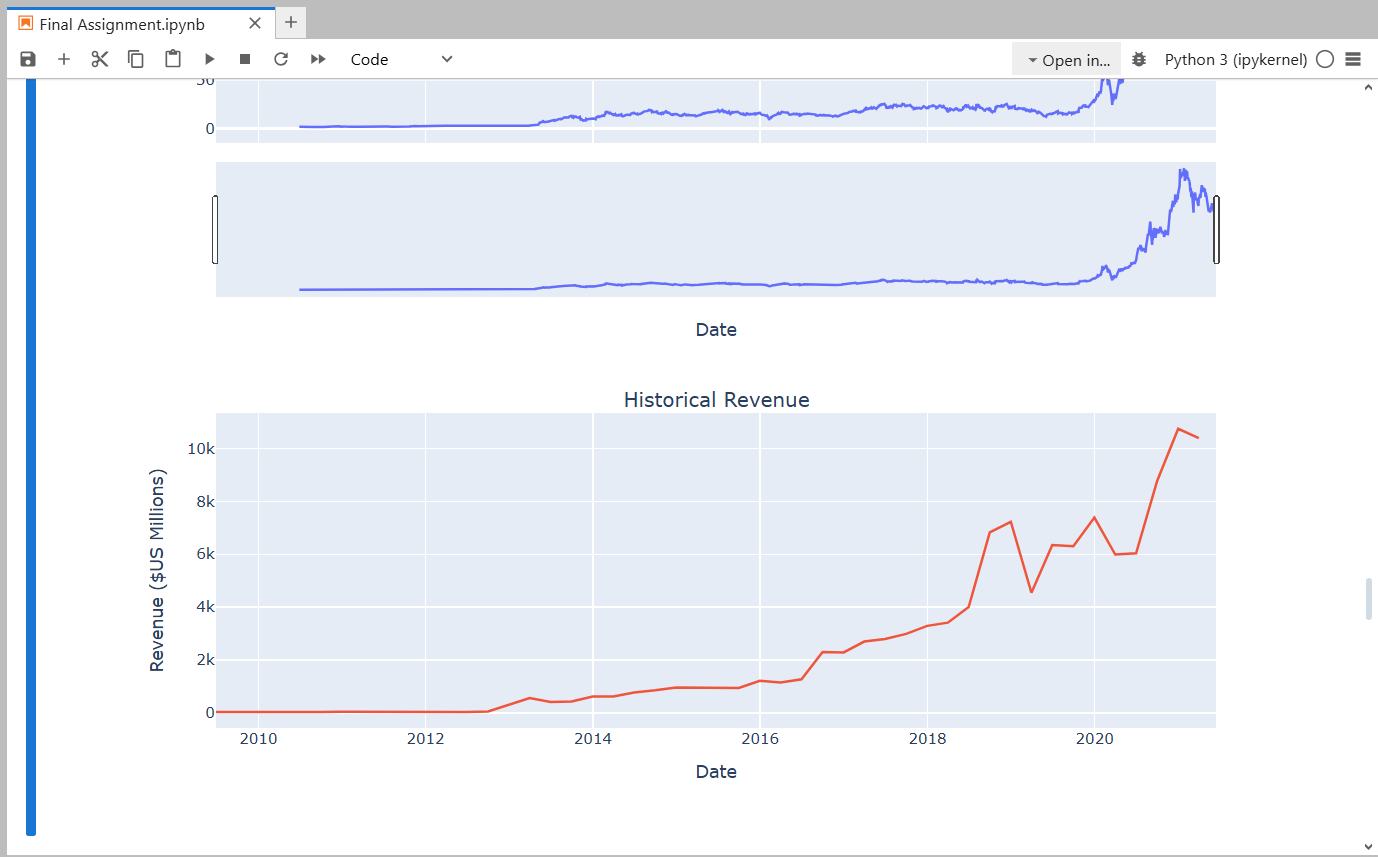 Final Assignment.ipynb
Code
Open in...
Python 3 (ipykernel)
50
0
Date
Historical Revenue
Revenue ($US Millions)
10k
8k
6k
4k
2k
0
2010 2012 2014 2016 2018 2020
Date